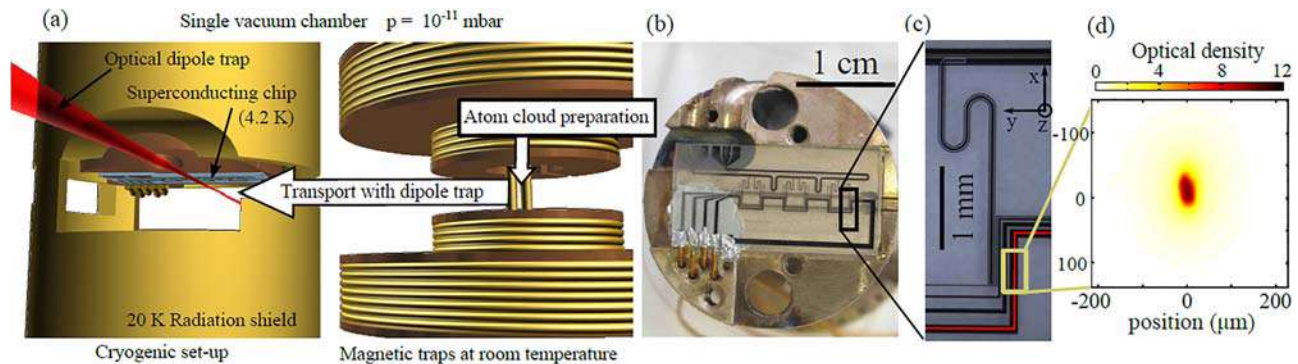 (a)
Single vacuum chamber p = 10⁻¹¹ mbar
Optical dipole trap
Superconducting chip
(4.2 K)
Atom cloud preparation
Transport with dipole trap
20 K Radiation shield
Cryogenic set-up
Magnetic traps at room temperature
(b)
1 cm
(c)
x
y
z
1 mm
(d)
Optical density
0 4 8 12
-100
0
100
-200 0 200
position (μm)